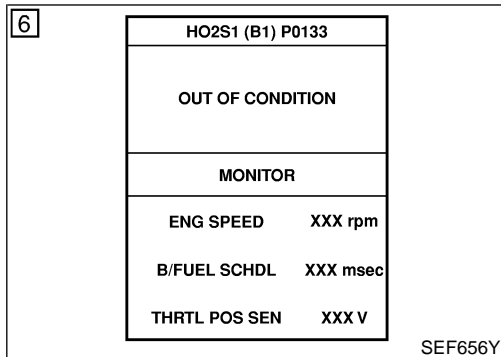 6
HO2S1 (B1) P0133
OUT OF CONDITION
MONITOR
ENG SPEED XXX rpm
B/FUEL SCHDL XXX msec
THRTL POS SEN XXX V
SEF656Y